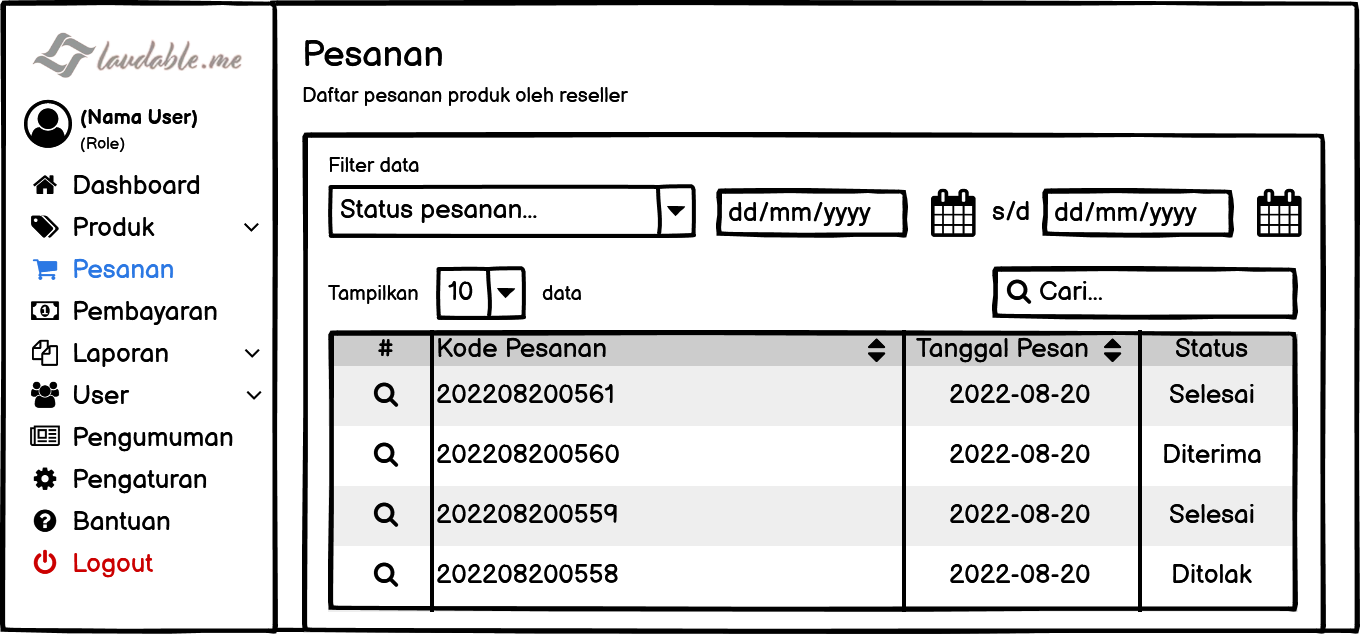 laudable.me
(Nama User)
(Role)
Dashboard
Produk
Pesanan
Pembayaran
Laporan
User
Pengumuman
Pengaturan
Bantuan
Logout
Pesanan
Daftar pesanan produk oleh reseller
Filter data
Status pesanan... dd/mm/yyyy s/d dd/mm/yyyy
Tampilkan 10 data Cari...
# Kode Pesanan Tanggal Pesan Status
202208200561 2022-08-20 Selesai
202208200560 2022-08-20 Diterima
202208200559 2022-08-20 Selesai
202208200558 2022-08-20 Ditolak